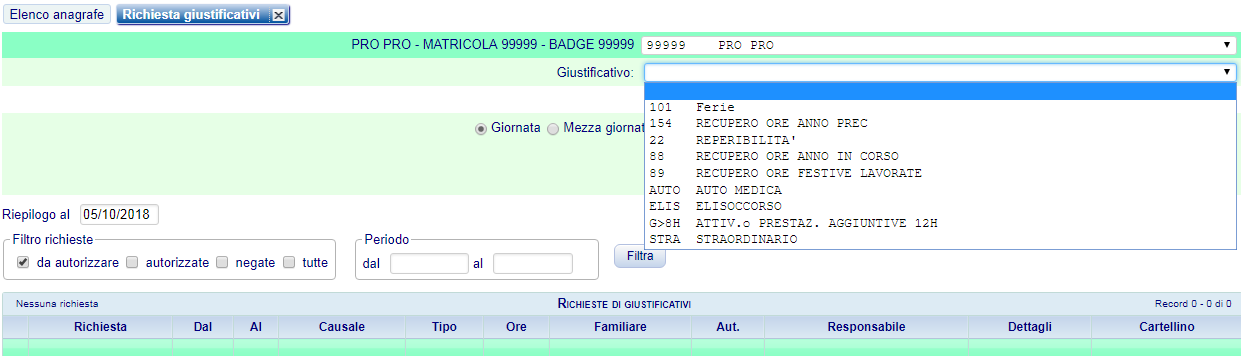 Elenco anagrafe Richiesta giustificativi
PRO PRO - MATRICOLA 99999 - BADGE 99999 99999 PRO PRO
Giustificativo:
101 Ferie
154 RECUPERO ORE ANNO PREC
Giornata Mezza giornat
22 REPERIBILITA'
88 RECUPERO ORE ANNO IN CORSO
89 RECUPERO ORE FESTIVE LAVORATE
AUTO AUTO MEDICA
ELIS ELISOCCORSO
G>8H ATTIV.o PRESTAZ. AGGIUNTIVE 12H
STRA STRAORDINARIO
Riepilogo al 05/10/2018
Filtro richieste
da autorizzare autorizzate negate tutte
Periodo
dal al
Filtra
Nessuna richiesta RICHIESTE DI GIUSTIFICATIVI Record 0 - 0 di 0
Richiesta Dal Al Causale Tipo Ore Familiare Aut. Responsabile Dettagli Cartellino